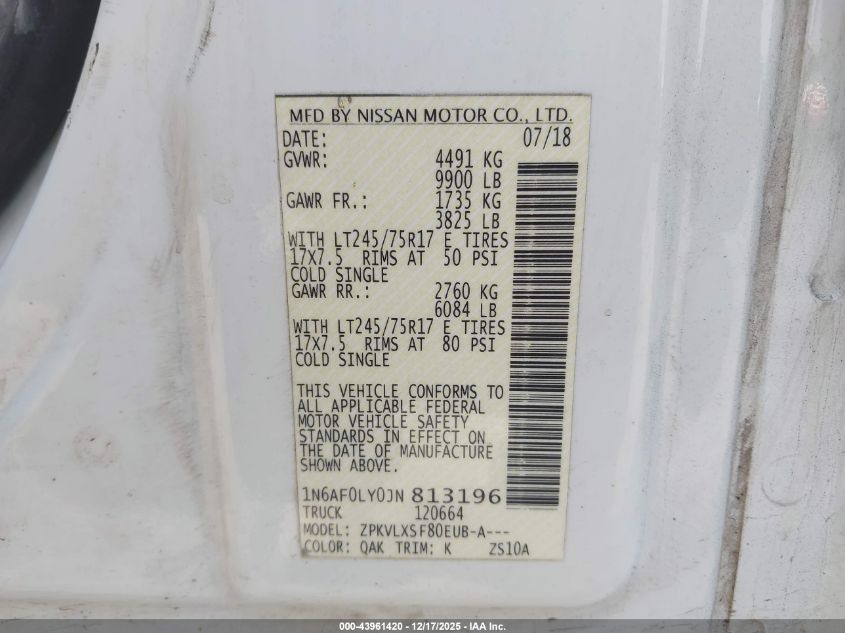 MFD BY NISSAN MOTOR CO., LTD.
DATE: 07/18
GVWR: 4491 KG
9900 LB
GAWR FR.: 1735 KG
3825 LB
WITH LT245/75R17 E TIRES
17X7.5 RIMS AT 50 PSI
COLD SINGLE
GAWR RR.: 2760 KG
6084 LB
WITH LT245/75R17 E TIRES
17X7.5 RIMS AT 80 PSI
COLD SINGLE
THIS VEHICLE CONFORMS TO
ALL APPLICABLE FEDERAL
MOTOR VEHICLE SAFETY
STANDARDS IN EFFECT ON
THE DATE OF MANUFACTURE
SHOWN ABOVE.
1N6AF0LY0JN 813196
TRUCK 120664
MODEL: ZPKVLXSF80EUB-A---
COLOR: QAK TRIM: K ZS10A
000-43961420 - 12/17/2025 - IAA Inc.